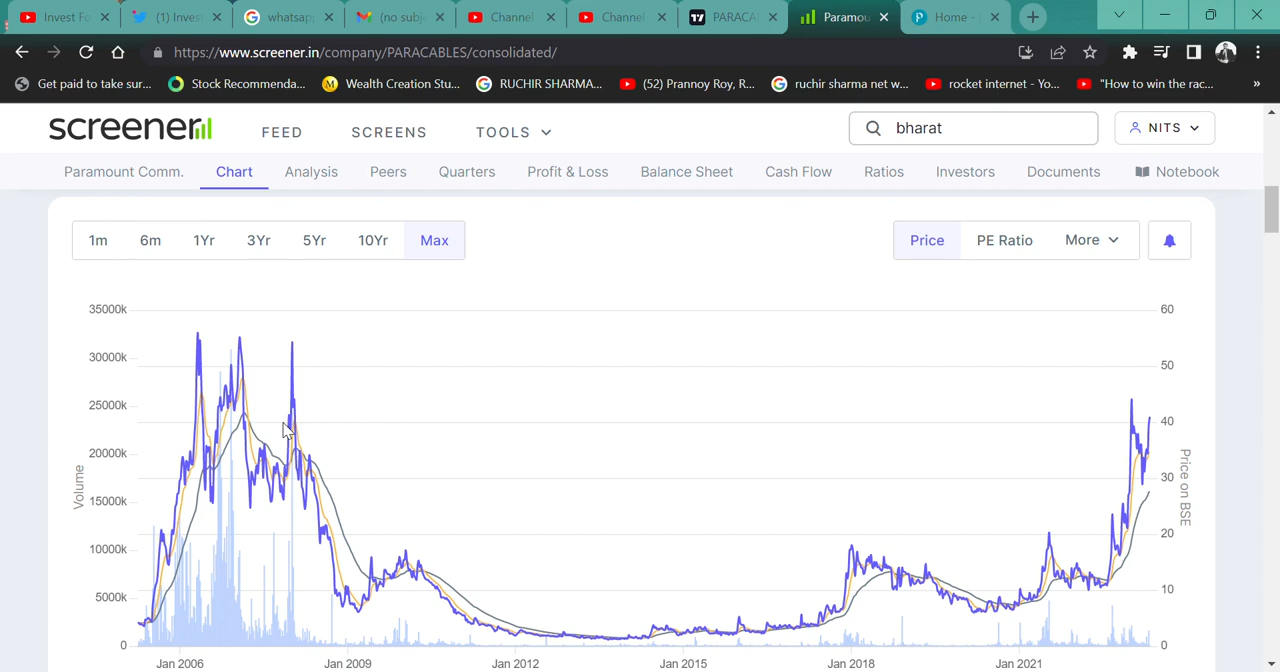 Invest Fo
(1) Invest
whatsap
(no subj
Channel
Channel
PARACA
Paramou
Home -
https://www.screener.in/company/PARACABLES/consolidated/
Get paid to take sur...
Stock Recommenda...
Wealth Creation Stu...
RUCHIR SHARMA...
(52) Prannoy Roy, R...
ruchir sharma net w...
rocket internet - Yo...
"How to win the rac...
»
screener
FEED
SCREENS
TOOLS
bharat
NITS
Paramount Comm.
Chart
Analysis
Peers
Quarters
Profit & Loss
Balance Sheet
Cash Flow
Ratios
Investors
Documents
Notebook
1m
6m
1Yr
3Yr
5Yr
10Yr
Max
Price
PE Ratio
More
35000k
30000k
25000k
20000k
15000k
10000k
5000k
0
Volume
60
50
40
30
20
10
0
Price on BSE
Jan 2006
Jan 2009
Jan 2012
Jan 2015
Jan 2018
Jan 2021